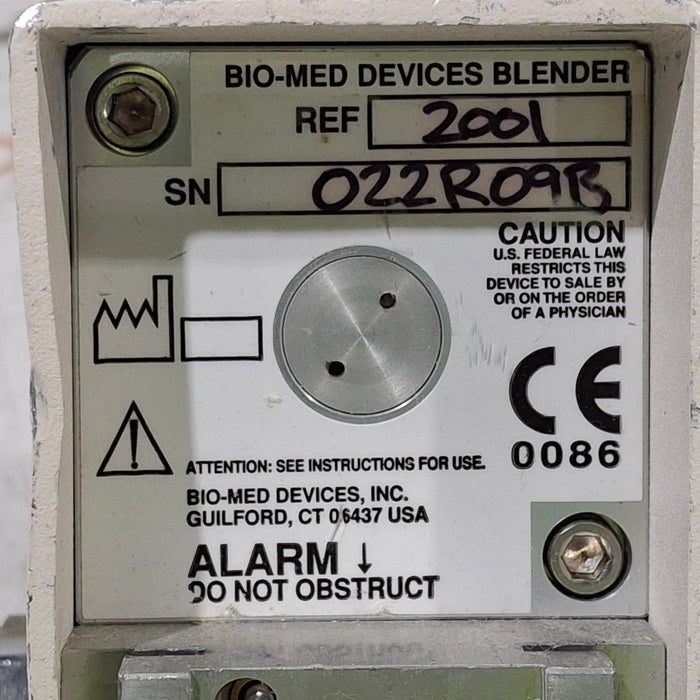 BIO-MED DEVICES BLENDER
REF 2001
SN 022R09B
CAUTION
U.S. FEDERAL LAW
RESTRICTS THIS
DEVICE TO SALE BY
OR ON THE ORDER
OF A PHYSICIAN
CE
0086
ATTENTION: SEE INSTRUCTIONS FOR USE.
BIO-MED DEVICES, INC.
GUILFORD, CT 06437 USA
ALARM ↓
DO NOT OBSTRUCT